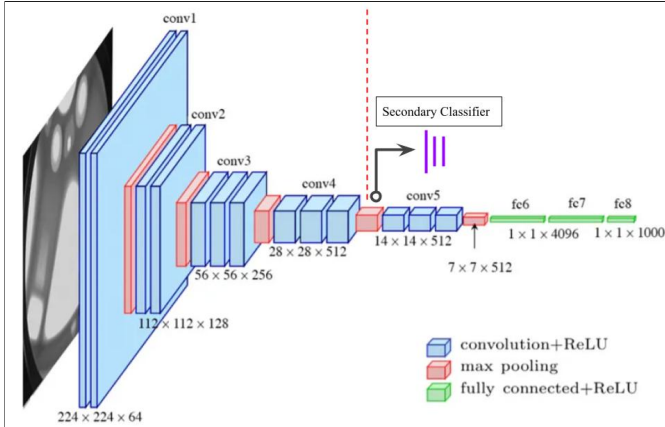 conv1
conv2
conv3
conv4
conv5
Secondary Classifier
fc6
fc7
fc8
224 × 224 × 64
112 × 112 × 128
56 × 56 × 256
28 × 28 × 512
14 × 14 × 512
7 × 7 × 512
1 × 1 × 4096
1 × 1 × 1000
convolution+ReLU
max pooling
fully connected+ReLU